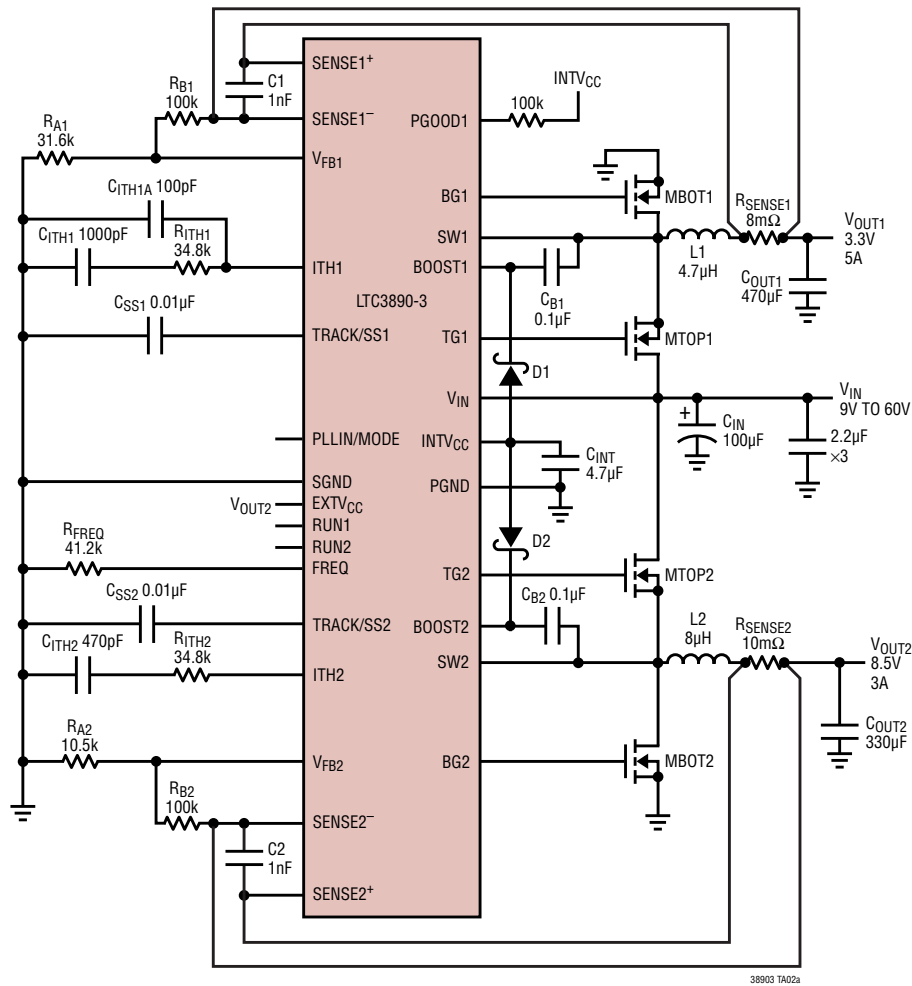 SENSE1+
C1
1nF
RB1
100k
SENSE1–
INTVCC
100k
PGOOD1
RA1
31.6k
VFB1
CITH1A 100pF
BG1
MBOT1
RSENSE1
8mΩ
CITH1 1000pF
RITH1
34.8k
ITH1
SW1
L1
4.7µH
VOUT1
3.3V
5A
BOOST1
CB1
0.1µF
COUT1
470µF
LTC3890-3
CSS1 0.01µF
TRACK/SS1
TG1
MTOP1
D1
VIN
VIN
9V TO 60V
+
CIN
100µF
2.2µF
×3
PLLIN/MODE
INTVCC
CINT
4.7µF
SGND
PGND
VOUT2
EXTVCC
RUN1
RUN2
D2
RFREQ
41.2k
FREQ
TG2
MTOP2
CSS2 0.01µF
CB2 0.1µF
TRACK/SS2
BOOST2
L2
8µH
RSENSE2
10mΩ
CITH2 470pF
RITH2
34.8k
ITH2
SW2
VOUT2
8.5V
3A
COUT2
330µF
RA2
10.5k
VFB2
BG2
MBOT2
RB2
100k
SENSE2–
C2
1nF
SENSE2+
38903 TA02a